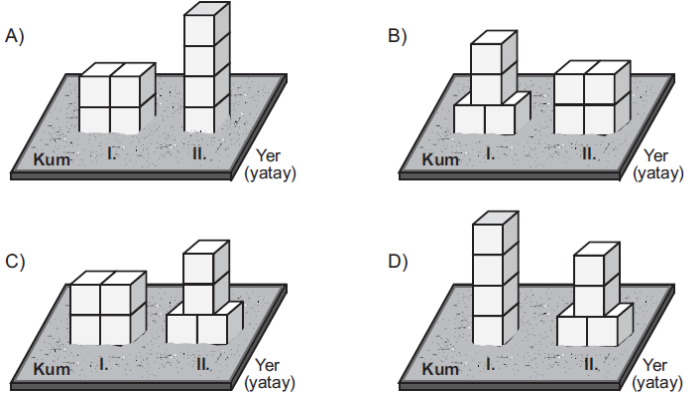 A)
Kum
I.
II.
Yer
(yatay)
B)
Kum
I.
II.
Yer
(yatay)
C)
Kum
I.
II.
Yer
(yatay)
D)
Kum
I.
II.
Yer
(yatay)